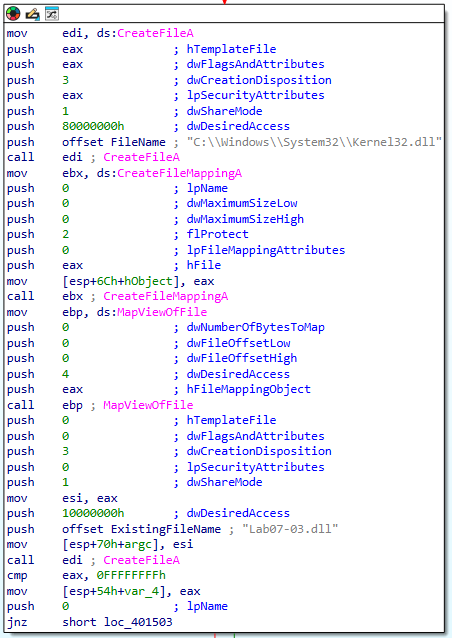 mov edi, ds:CreateFileA
push eax ; hTemplateFile
push eax ; dwFlagsAndAttributes
push 3 ; dwCreationDisposition
push eax ; lpSecurityAttributes
push 1 ; dwShareMode
push 80000000h ; dwDesiredAccess
push offset FileName ; "C:\\Windows\\System32\\Kernel32.dll"
call edi ; CreateFileA
mov ebx, ds:CreateFileMappingA
push 0 ; lpName
push 0 ; dwMaximumSizeLow
push 0 ; dwMaximumSizeHigh
push 2 ; flProtect
push 0 ; lpFileMappingAttributes
push eax ; hFile
mov [esp+6Ch+hObject], eax
call ebx ; CreateFileMappingA
mov ebp, ds:MapViewOfFile
push 0 ; dwNumberOfBytesToMap
push 0 ; dwFileOffsetLow
push 0 ; dwFileOffsetHigh
push 4 ; dwDesiredAccess
push eax ; hFileMappingObject
call ebp ; MapViewOfFile
push 0 ; hTemplateFile
push 0 ; dwFlagsAndAttributes
push 3 ; dwCreationDisposition
push 0 ; lpSecurityAttributes
push 1 ; dwShareMode
mov esi, eax
push 10000000h ; dwDesiredAccess
push offset ExistingFileName ; "Lab07-03.dll"
mov [esp+70h+argc], esi
call edi ; CreateFileA
cmp eax, 0FFFFFFFFh
mov [esp+54h+var_4], eax
push 0 ; lpName
jnz short loc_401503